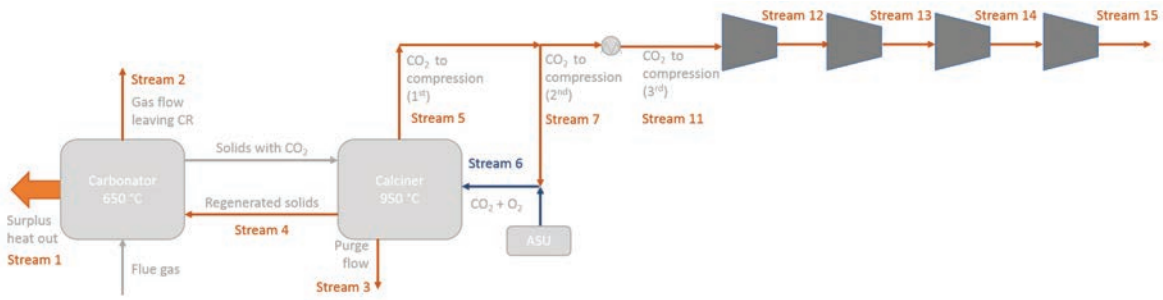 Stream 12
Stream 13
Stream 14
Stream 15
CO₂ to
compression
(1ˢᵗ)
Stream 5
CO₂ to
compression
(2ⁿᵈ)
Stream 7
CO₂ to
compression
(3ʳᵈ)
Stream 11
Stream 2
Gas flow
leaving CR
Solids with CO₂
Stream 6
Carbonator
650 °C
Calciner
950 °C
CO₂ + O₂
Regenerated solids
Stream 4
Surplus
heat out
Stream 1
ASU
Purge
flow
Stream 3
Flue gas